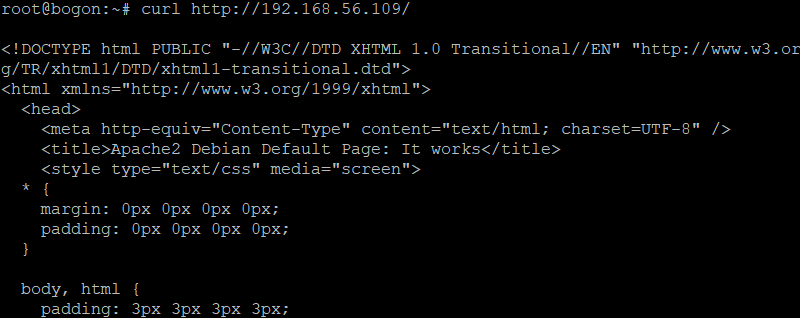 root@bogon:~# curl http://192.168.56.109/

<!DOCTYPE html PUBLIC "-//W3C//DTD XHTML 1.0 Transitional//EN" "http://www.w3.or
g/TR/xhtml1/DTD/xhtml1-transitional.dtd">
<html xmlns="http://www.w3.org/1999/xhtml">
  <head>
    <meta http-equiv="Content-Type" content="text/html; charset=UTF-8" />
    <title>Apache2 Debian Default Page: It works</title>
    <style type="text/css" media="screen">
  * {
    margin: 0px 0px 0px 0px;
    padding: 0px 0px 0px 0px;
  }

  body, html {
    padding: 3px 3px 3px 3px;